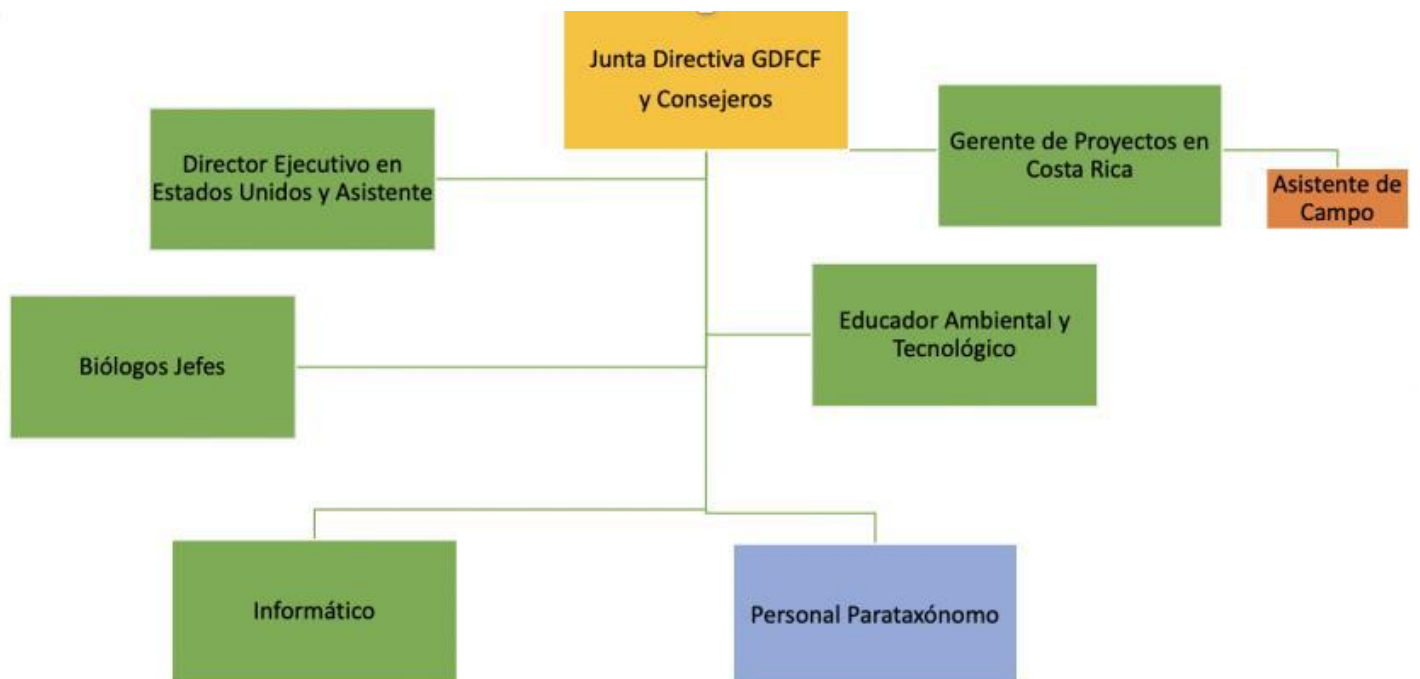 Junta Directiva GDFCF
y Consejeros
Director Ejecutivo en
Estados Unidos y Asistente
Gerente de Proyectos en
Costa Rica
Asistente de
Campo
Biólogos Jefes
Educador Ambiental y
Tecnológico
Informático
Personal Parataxónomo